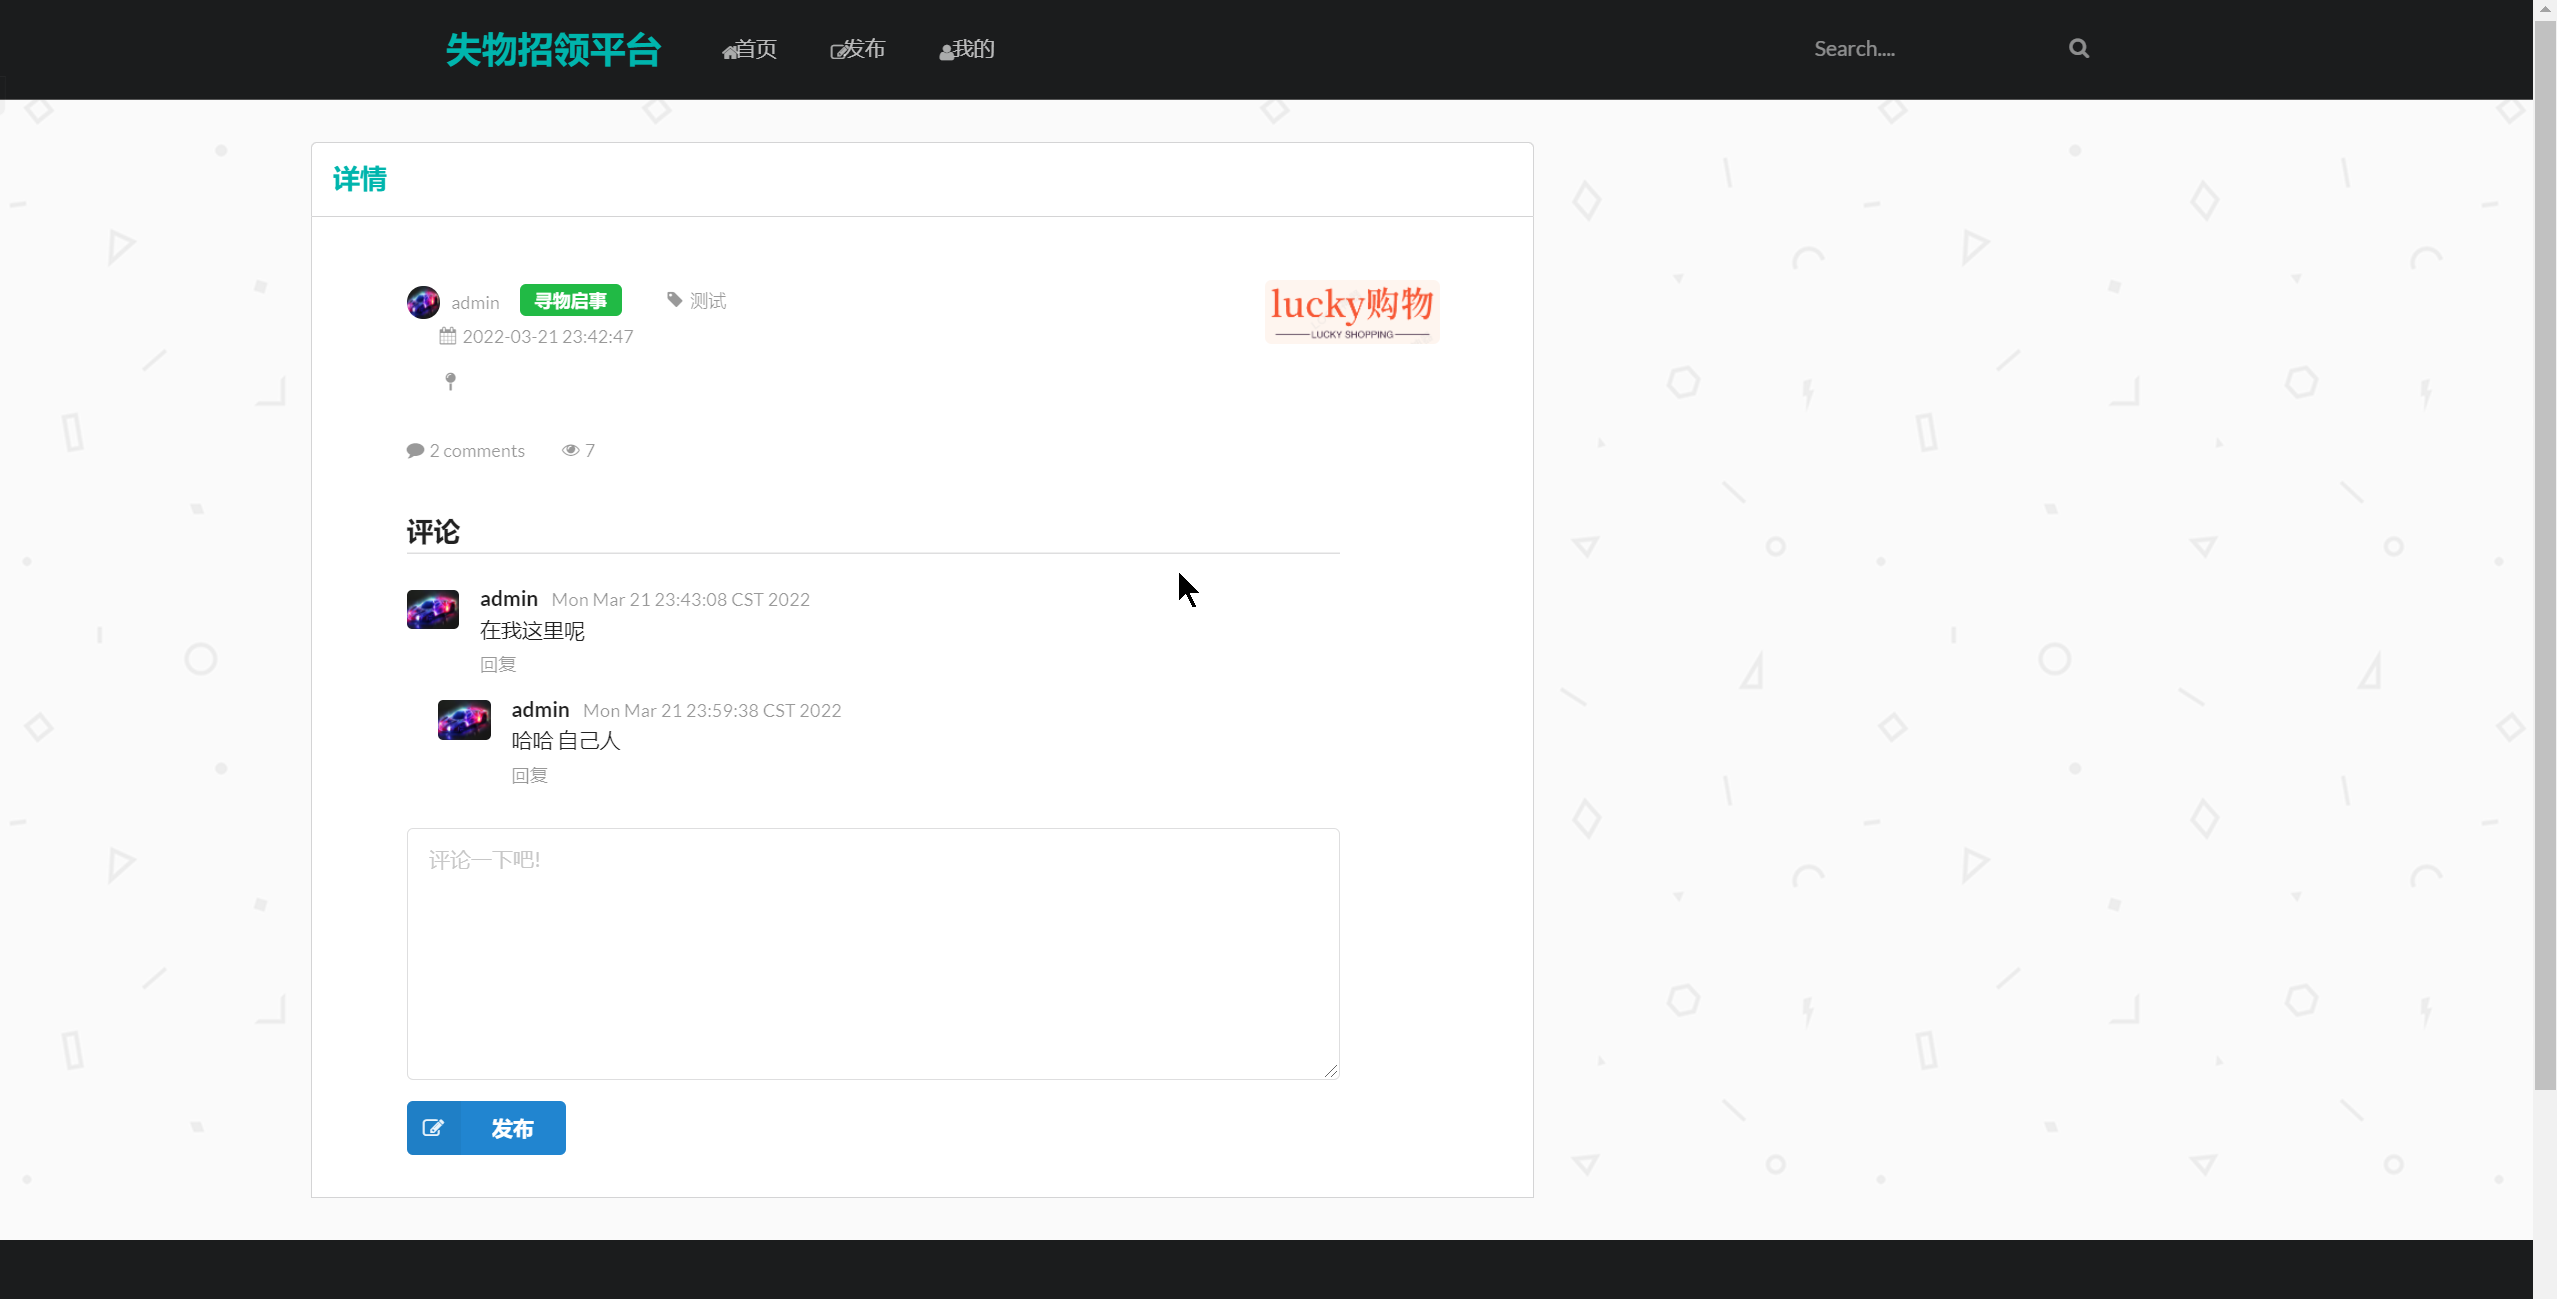 失物招领平台 首页 发布 我的 Search....
详情
admin 寻物启事 测试
2022-03-21 23:42:47
lucky购物
LUCKY SHOPPING
2 comments 7
评论
admin Mon Mar 21 23:43:08 CST 2022
在我这里呢
回复
admin Mon Mar 21 23:59:38 CST 2022
哈哈 自己人
回复
评论一下吧!
发布